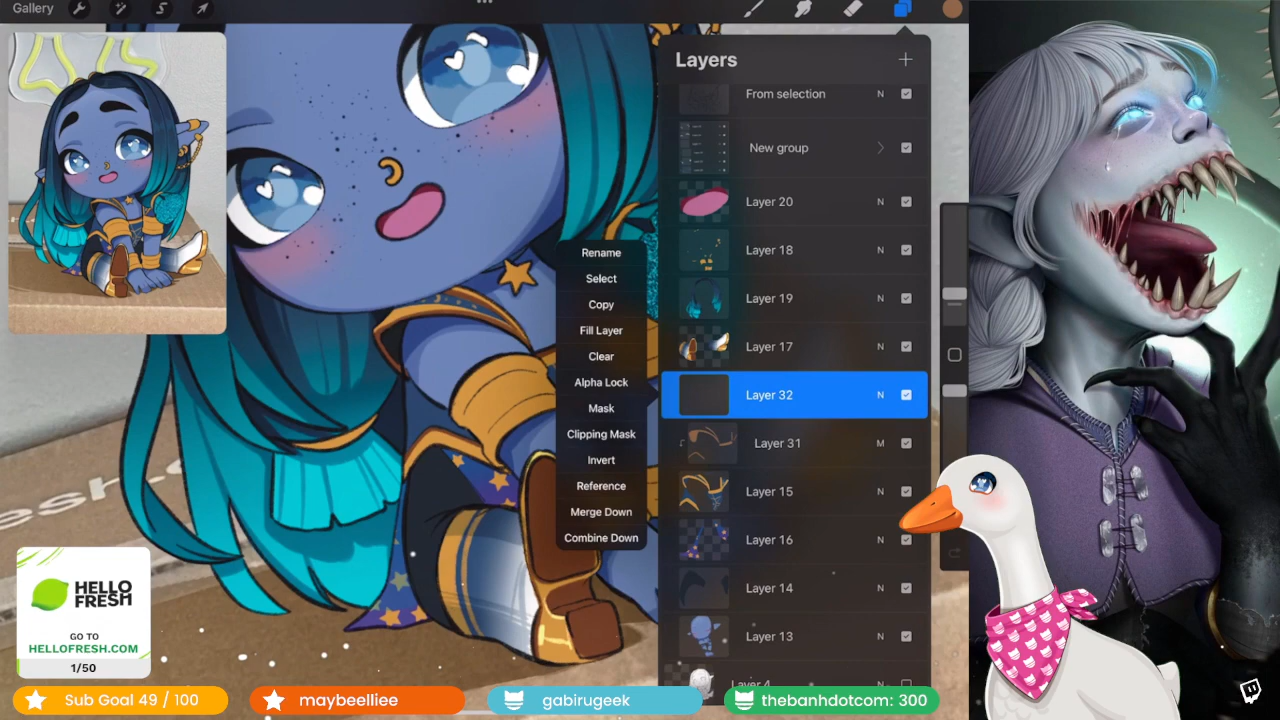 Gallery
Layers
From selection N
New group
Layer 20 N
Layer 18 N
Layer 19 N
Layer 17 N
Layer 32 N
Layer 31 M
Layer 15 N
Layer 16 N
Layer 14 N
Layer 13 N
Layer 4
Rename
Select
Copy
Fill Layer
Clear
Alpha Lock
Mask
Clipping Mask
Invert
Reference
Merge Down
Combine Down
HELLO
FRESH
GO TO
HELLOFRESH.COM
1/50
Sub Goal 49 / 100
maybeelliee
gabirugeek
thebanhdotcom: 300